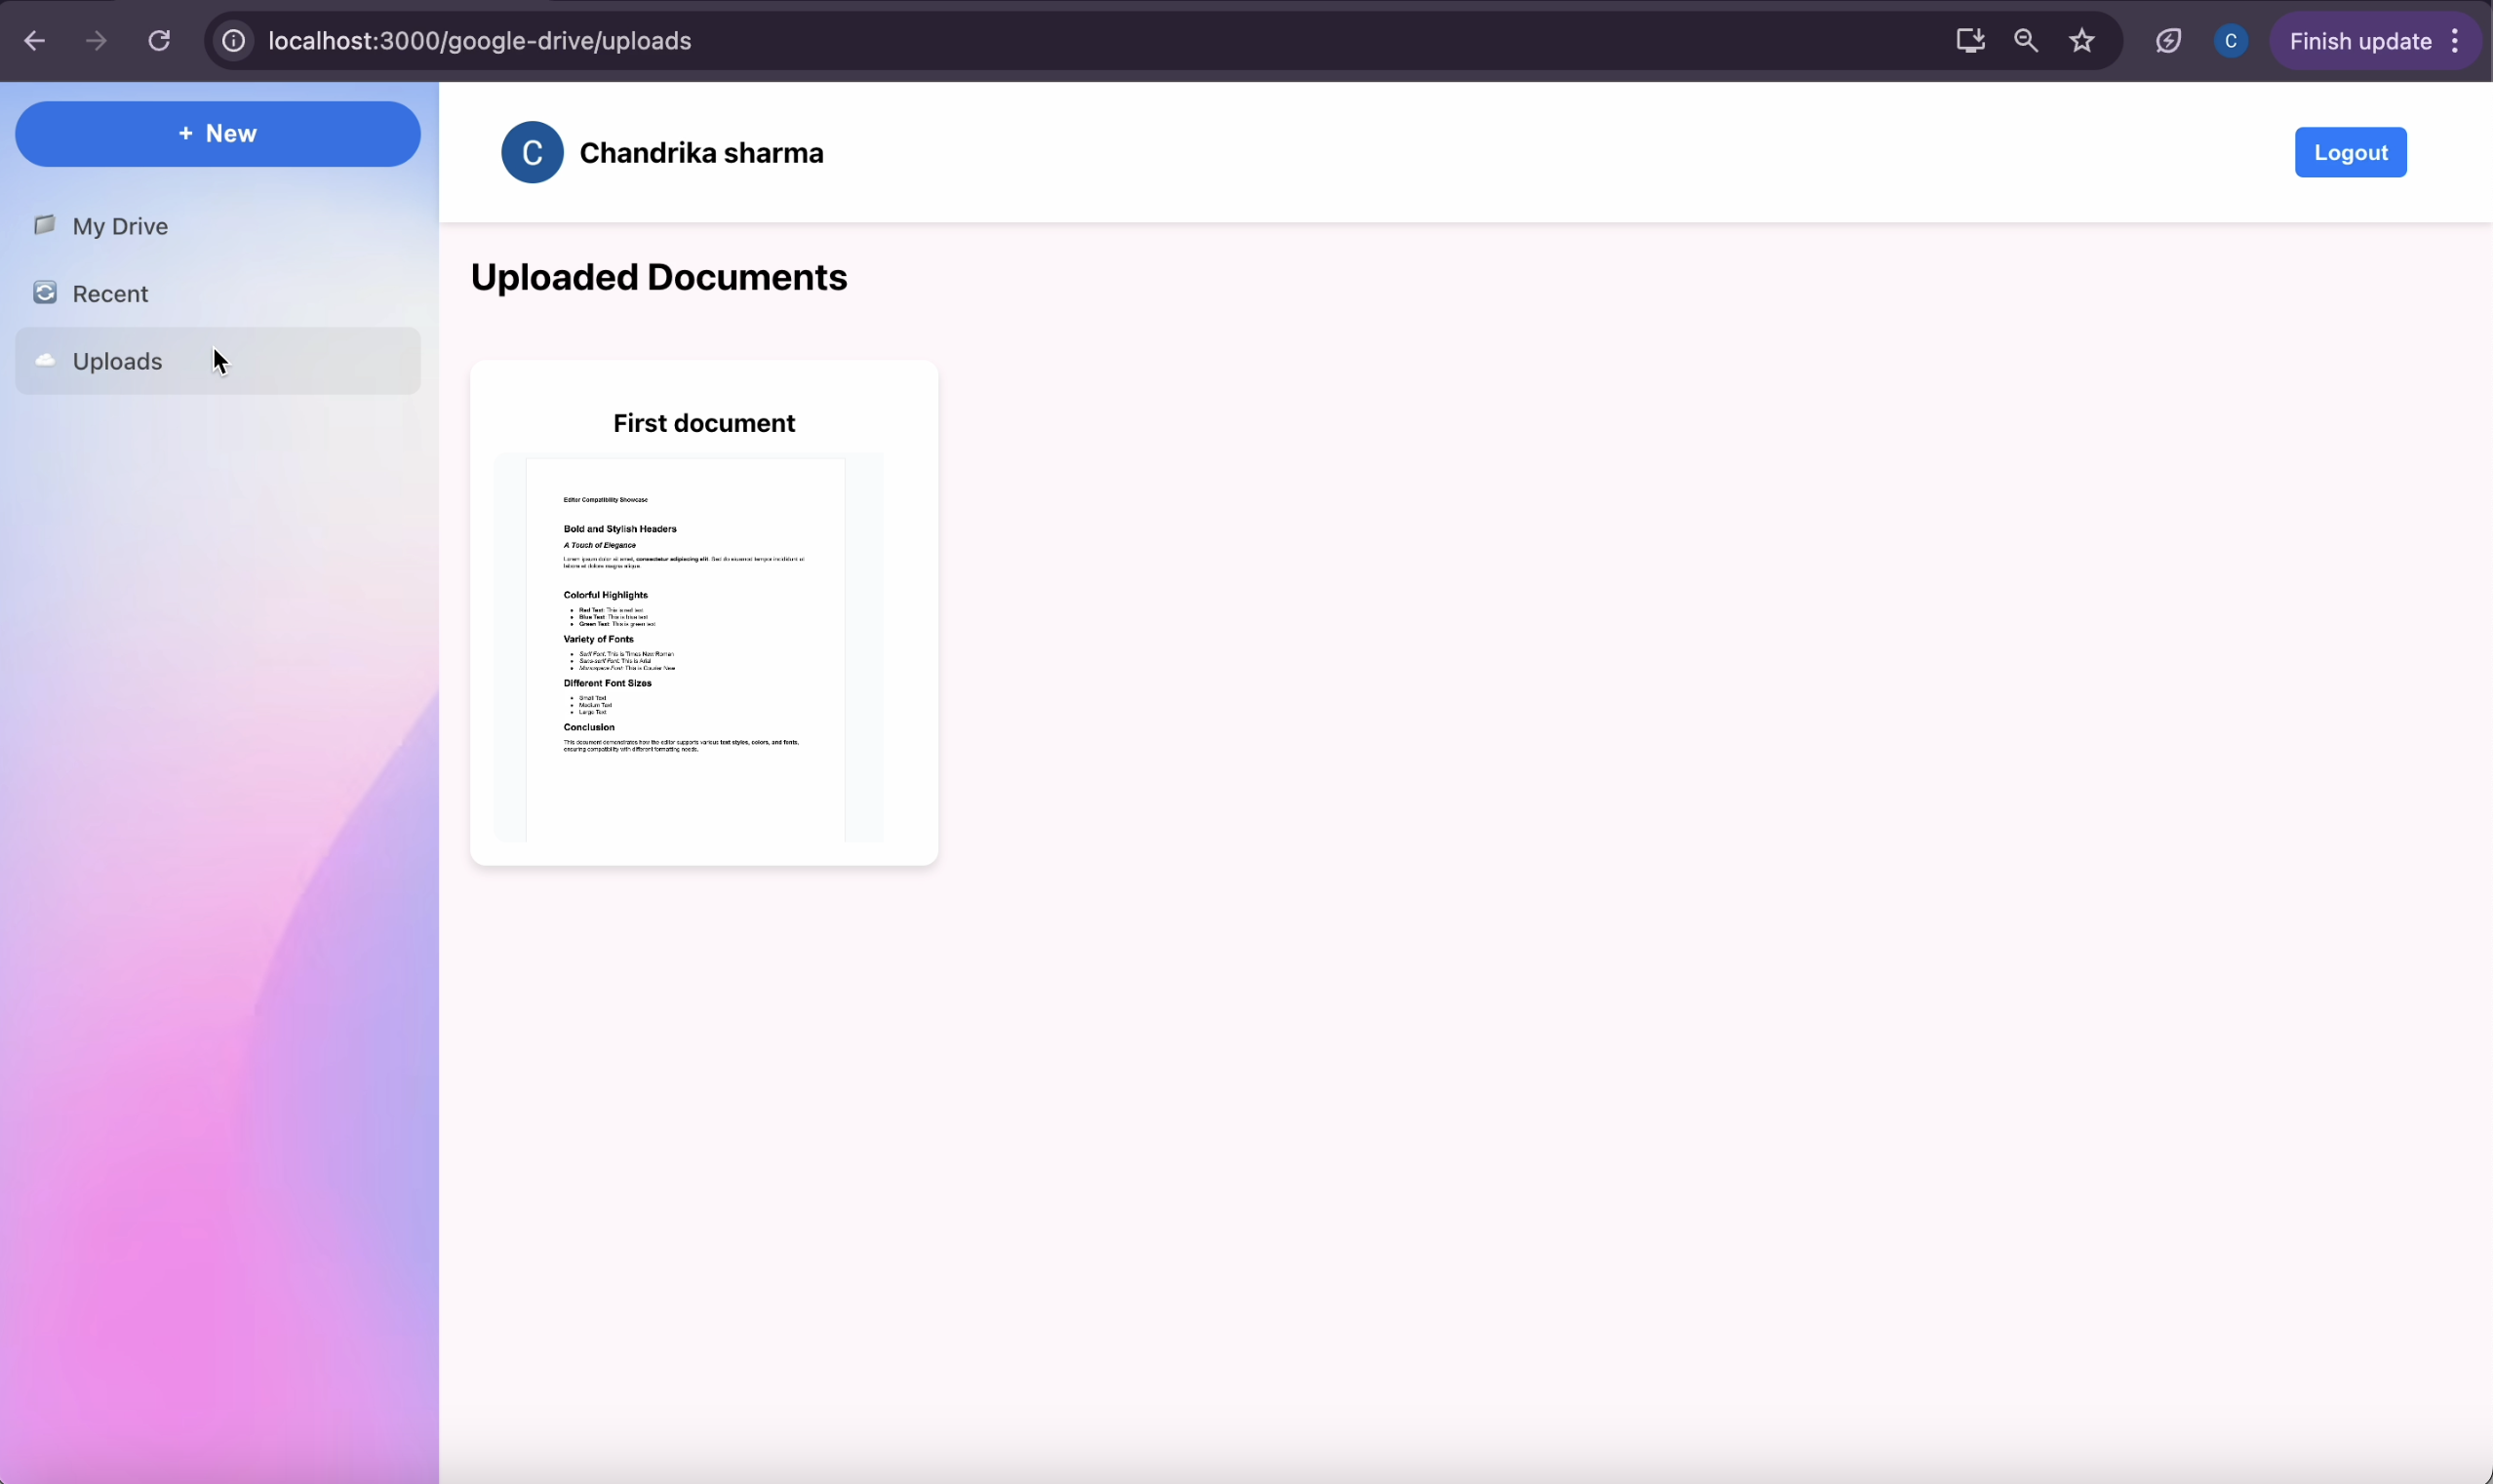 localhost:3000/google-drive/uploads
C
Finish update
+ New
My Drive
Recent
Uploads
C
Chandrika sharma
Logout
Uploaded Documents
First document
Editor Compatibility Showcase
Bold and Stylish Headers
A Touch of Elegance
Lorem ipsum dolor sit amet, consectetur adipiscing elit. Sed do eiusmod tempor incididunt ut
labore et dolore magna aliqua.
Colorful Highlights
Red Text: This is red text
Blue Text: This is blue text
Green Text: This is green text
Variety of Fonts
Serif Font: This is Times New Roman
Sans-serif Font: This is Arial
Monospace Font: This is Courier New
Different Font Sizes
Small Text
Medium Text
Large Text
Conclusion
This document demonstrates how the editor supports various text styles, colors, and fonts,
ensuring compatibility with different formatting needs.